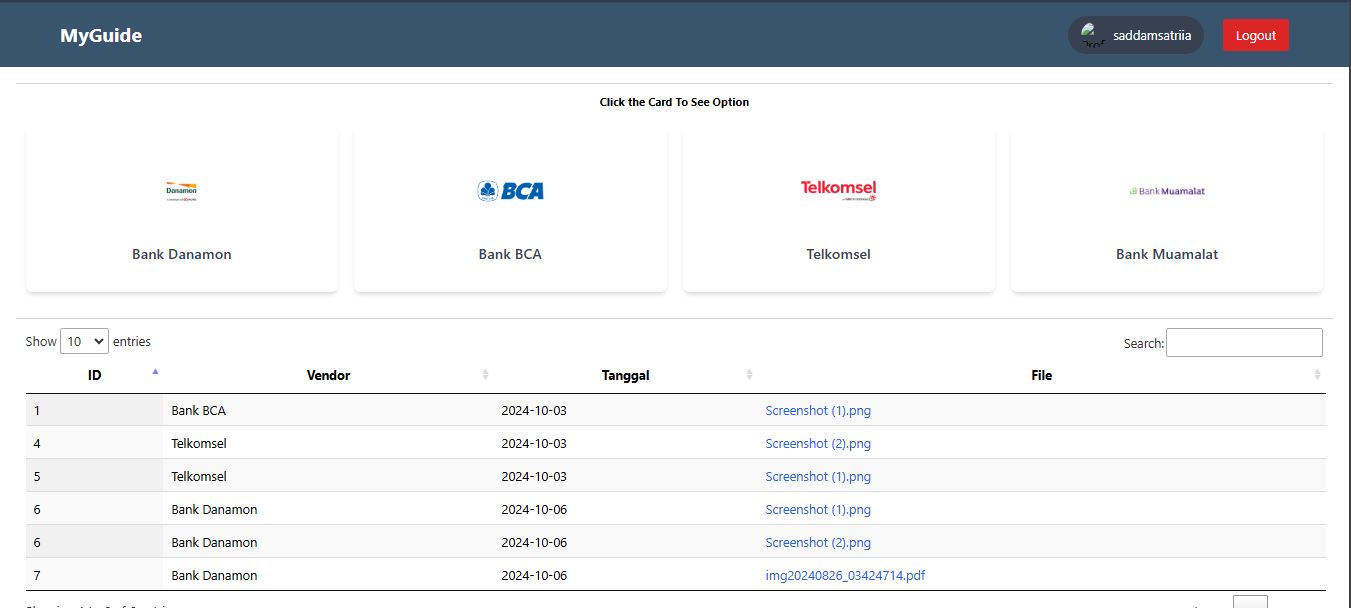 MyGuide
saddamsatriia
Logout
Click the Card To See Option
Danamon
BCA
Telkomsel
Bank Muamalat
Bank Danamon
Bank BCA
Telkomsel
Bank Muamalat
Show 10 entries
Search:
ID Vendor Tanggal File
1 Bank BCA 2024-10-03 Screenshot (1).png
4 Telkomsel 2024-10-03 Screenshot (2).png
5 Telkomsel 2024-10-03 Screenshot (1).png
6 Bank Danamon 2024-10-06 Screenshot (1).png
6 Bank Danamon 2024-10-06 Screenshot (2).png
7 Bank Danamon 2024-10-06 img20240826_03424714.pdf